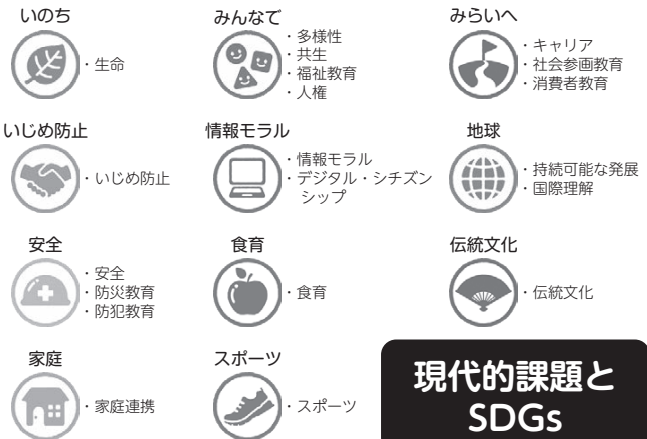 いのち
・生命
みんなで
・多様性
・共生
・福祉教育
・人権
みらいへ
・キャリア
・社会参画教育
・消費者教育
いじめ防止
・いじめ防止
情報モラル
・情報モラル
・デジタル・シチズン
シップ
地球
・持続可能な発展
・国際理解
安全
・安全
・防災教育
・防犯教育
食育
・食育
伝統文化
・伝統文化
家庭
・家庭連携
スポーツ
・スポーツ
現代的課題と
SDGs